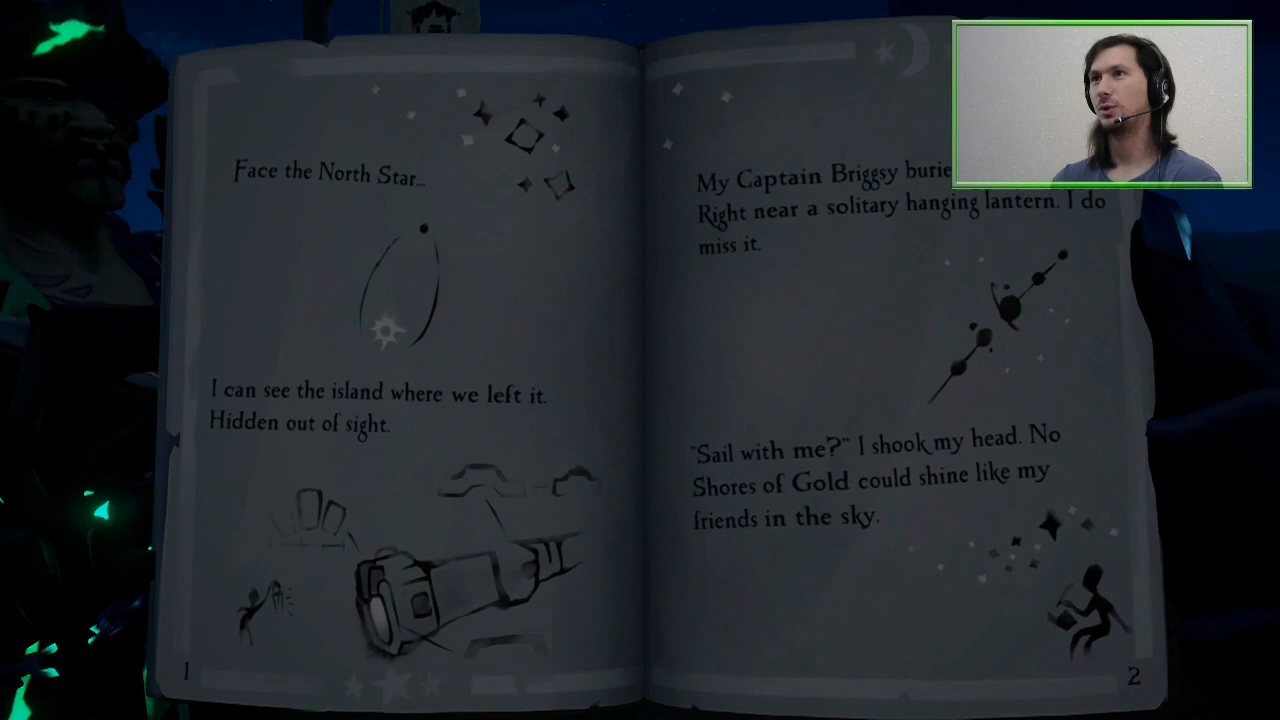 Face the North Star...
I can see the island where we left it.
Hidden out of sight.
1
My Captain Briggsy
Right near a solitary hanging lantern. I do
miss it.
"Sail with me?" I shook my head. No
Shores of Gold could shine like my
friends in the sky.
2